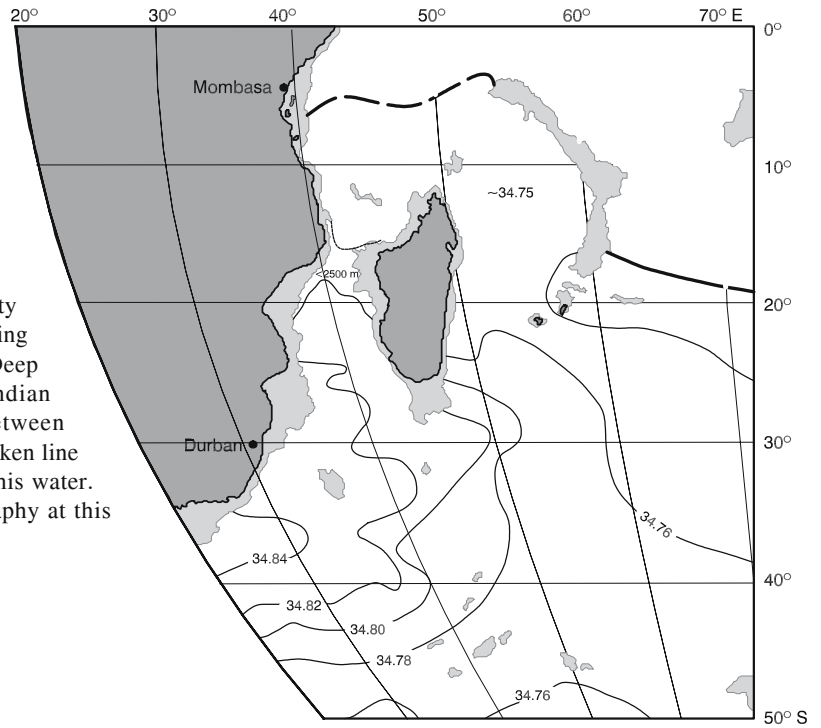 20° 30° 40° 50° 60° 70° E
0°
Mombasa
10°
~34.75
<2500 m
20°
ty
ing
Deep
ndian
etween
ken line
Durban
30°
his water.
phy at this
34.76
34.84
40°
34.82
34.80
34.78
34.76
50° S